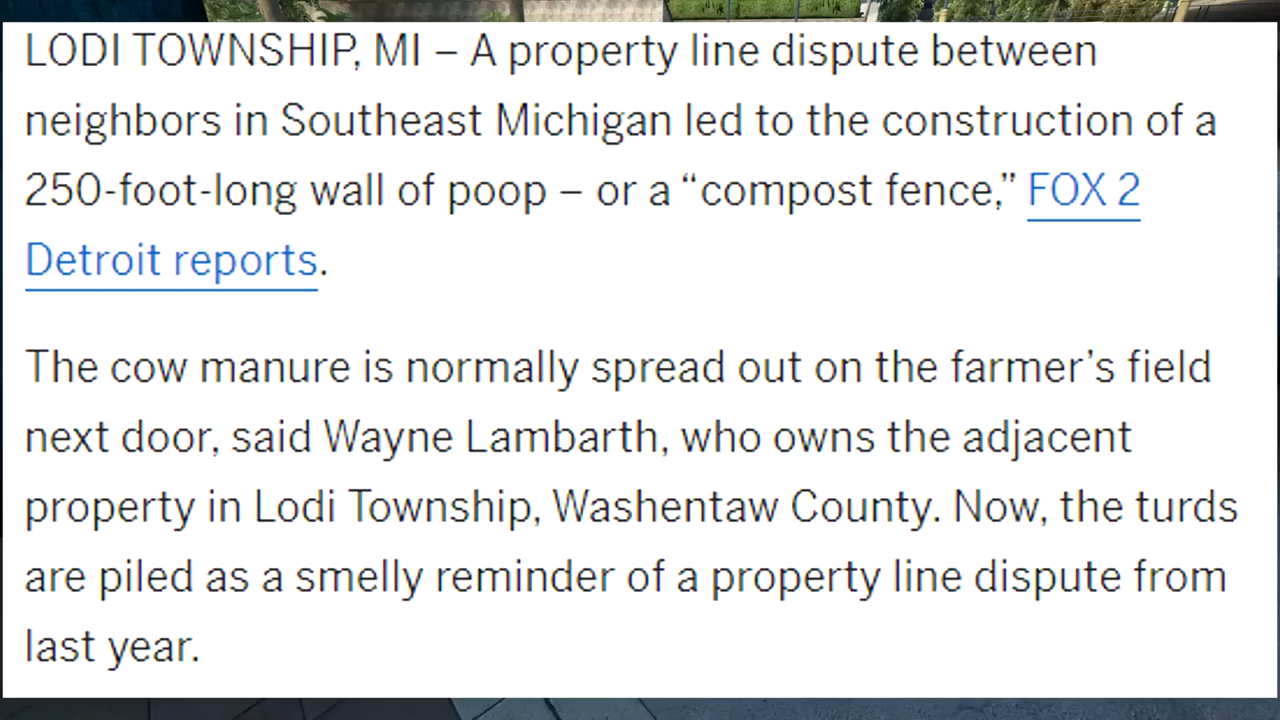 LODI TOWNSHIP, MI – A property line dispute between
neighbors in Southeast Michigan led to the construction of a
250-foot-long wall of poop – or a “compost fence,” FOX 2
Detroit reports.
The cow manure is normally spread out on the farmer’s field
next door, said Wayne Lambarth, who owns the adjacent
property in Lodi Township, Washentaw County. Now, the turds
are piled as a smelly reminder of a property line dispute from
last year.